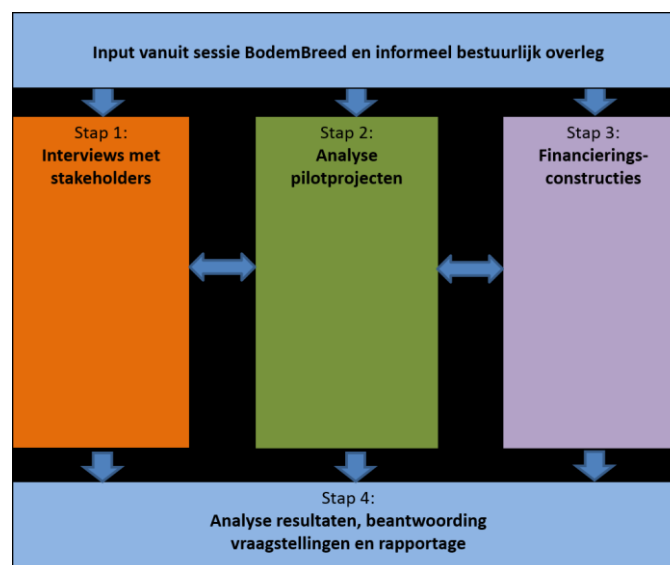 Input vanuit sessie BodemBreed en informeel bestuurlijk overleg
Stap 1:
Interviews met
stakeholders
Stap 2:
Analyse
pilotprojecten
Stap 3:
Financierings-
constructies
Stap 4:
Analyse resultaten, beantwoording
vraagstellingen en rapportage